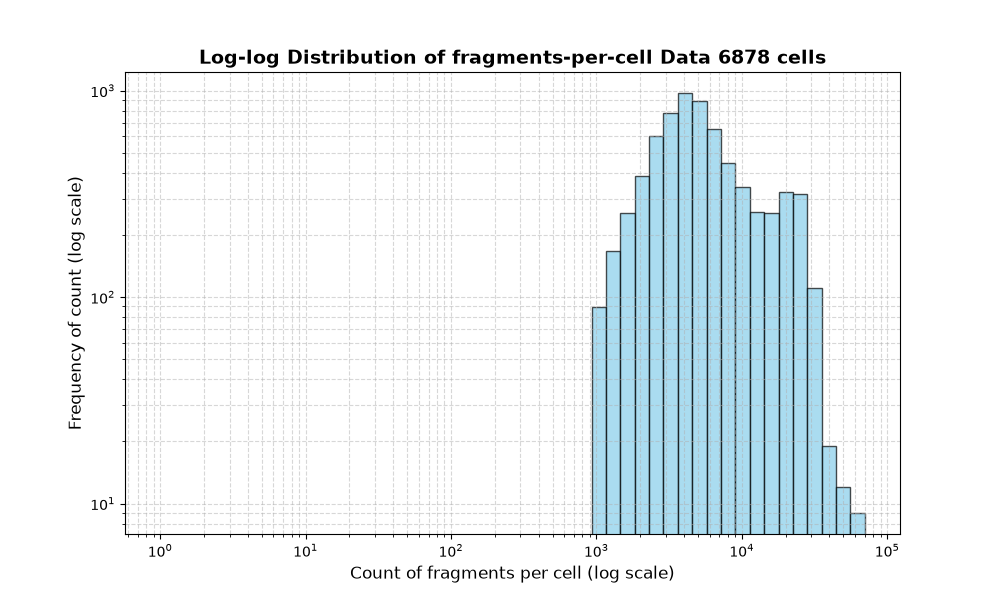 Log-log Distribution of fragments-per-cell Data 6878 cells
Frequency of count (log scale)
10³
10²
10¹
10⁰ 10¹ 10² 10³ 10⁴ 10⁵
Count of fragments per cell (log scale)